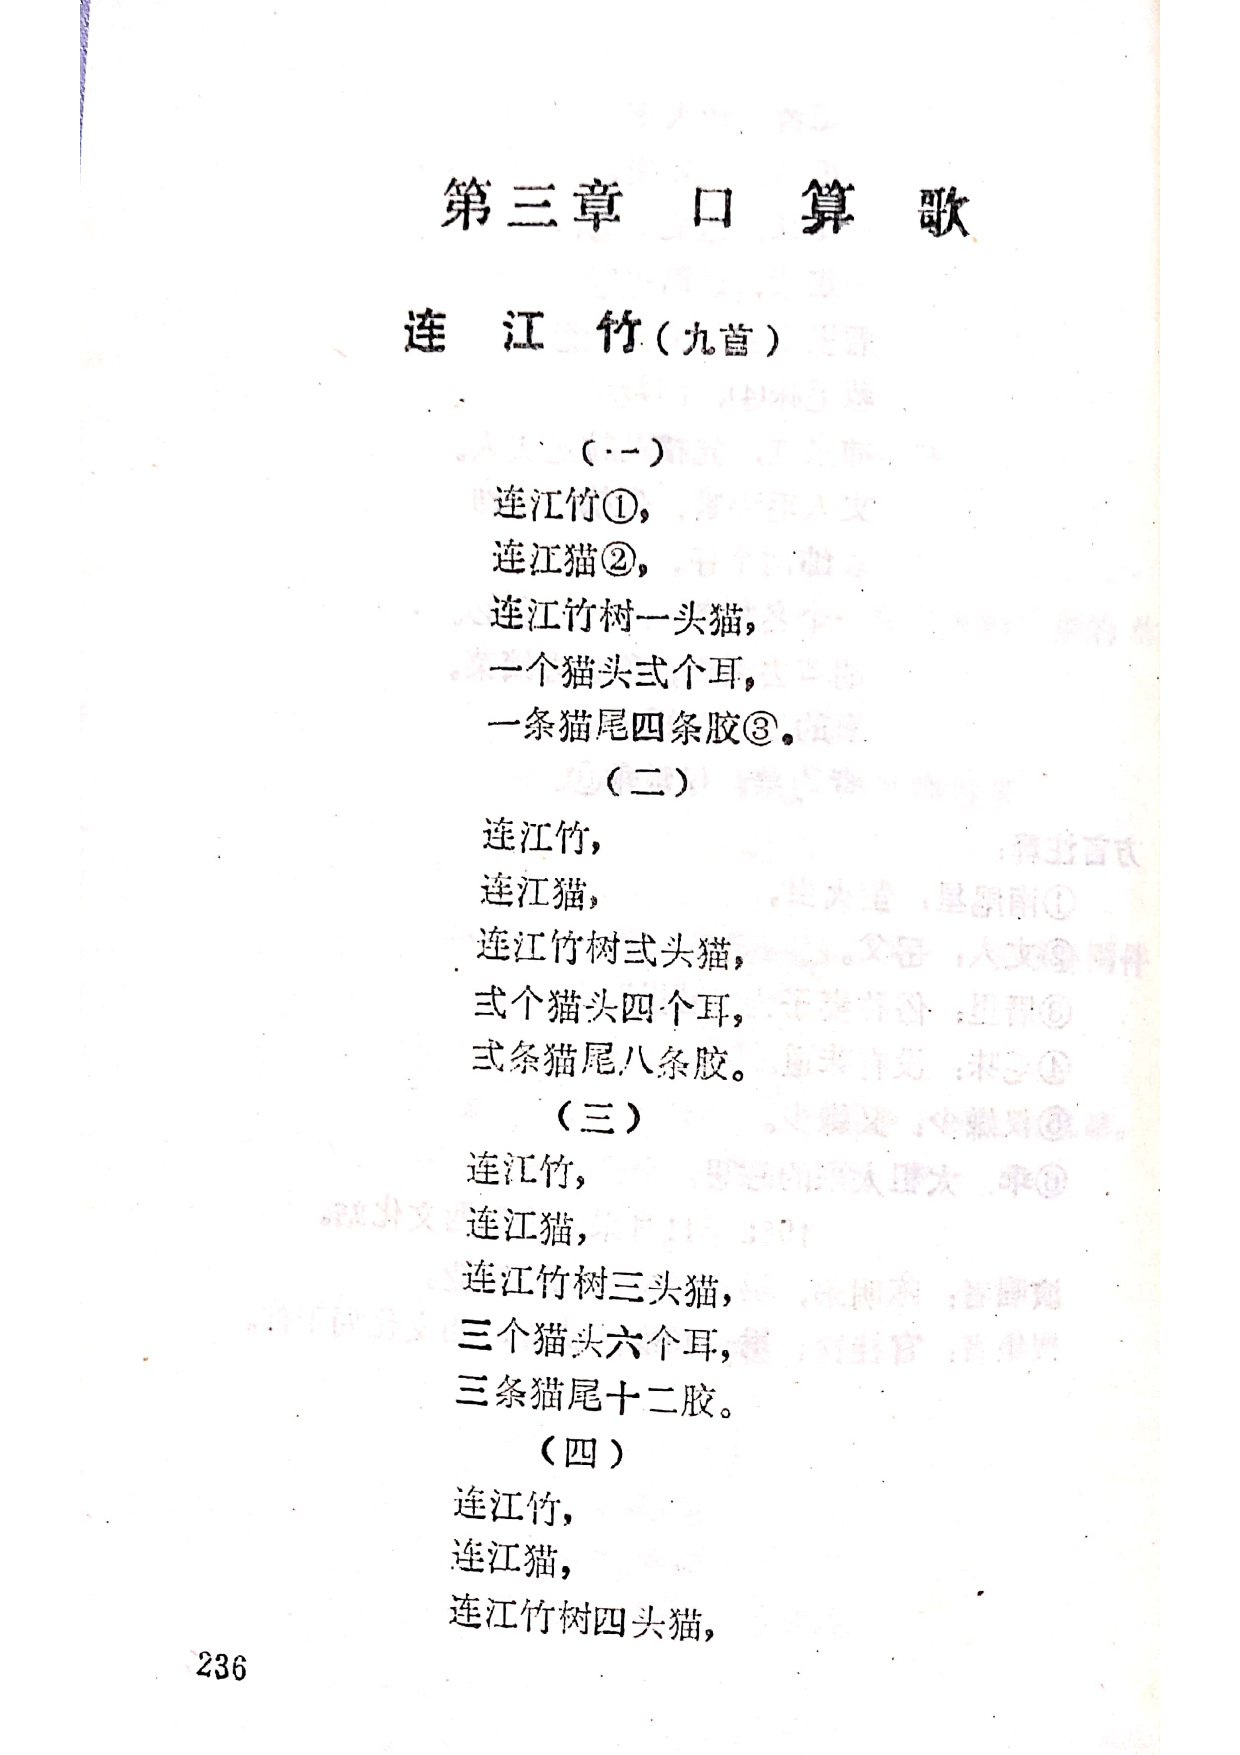 第三章 口算歌
连江竹（九首）
（一）
连江竹①，
连江猫②，
连江竹树一头猫，
一个猫头弍个耳，
一条猫尾四条胶③。
（二）
连江竹，
连江猫，
连江竹树弍头猫，
弍个猫头四个耳，
弍条猫尾八条胶。
（三）
连江竹，
连江猫，
连江竹树三头猫，
三个猫头六个耳，
三条猫尾十二胶。
（四）
连江竹，
连江猫，
连江竹树四头猫，
236